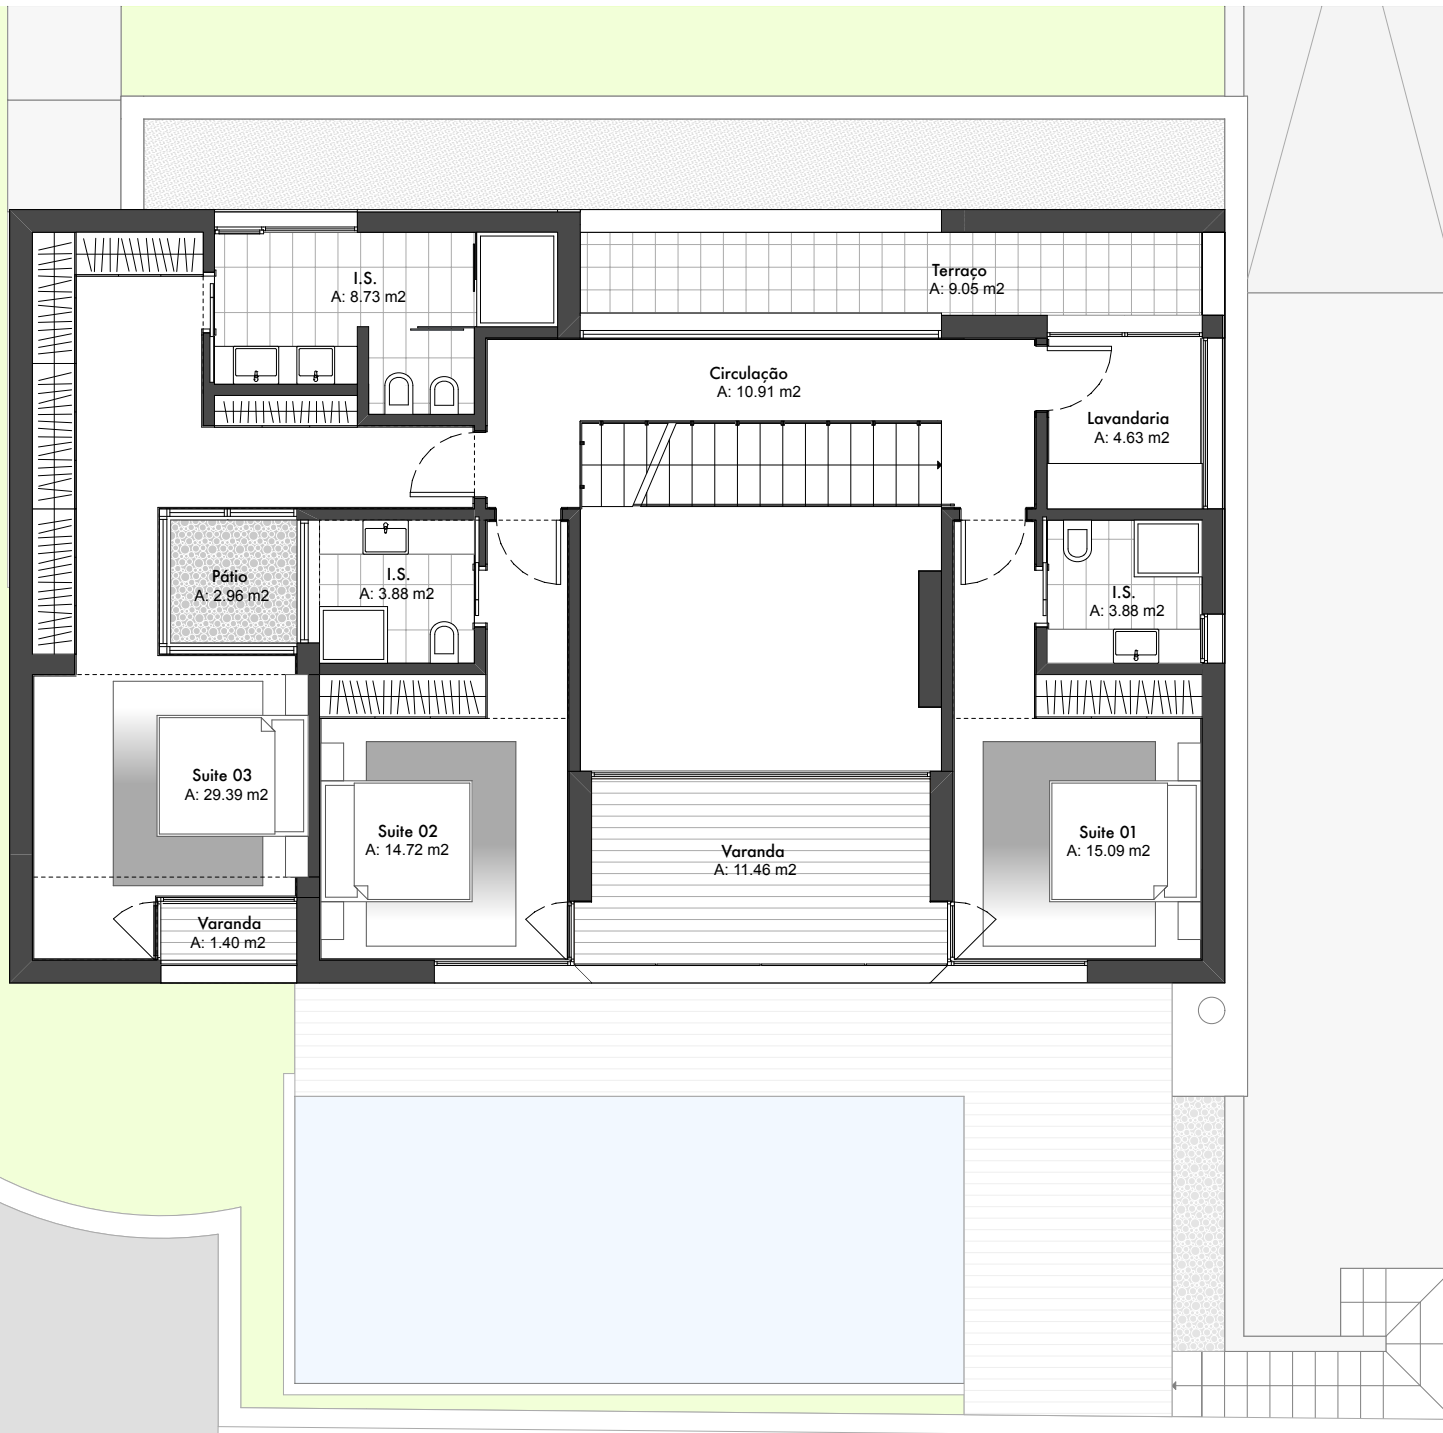 I.S.
A: 8.73 m2
Terraço
A: 9.05 m2
Circulação
A: 10.91 m2
Lavandaria
A: 4.63 m2
Pátio
A: 2.96 m2
I.S.
A: 3.88 m2
I.S.
A: 3.88 m2
Suite 03
A: 29.39 m2
Suite 02
A: 14.72 m2
Varanda
A: 11.46 m2
Suite 01
A: 15.09 m2
Varanda
A: 1.40 m2